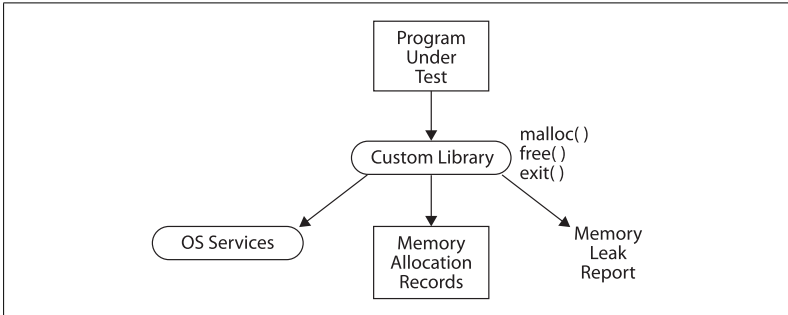 Program
Under
Test
Custom Library
malloc( )
free( )
exit( )
OS Services
Memory
Allocation
Records
Memory
Leak
Report